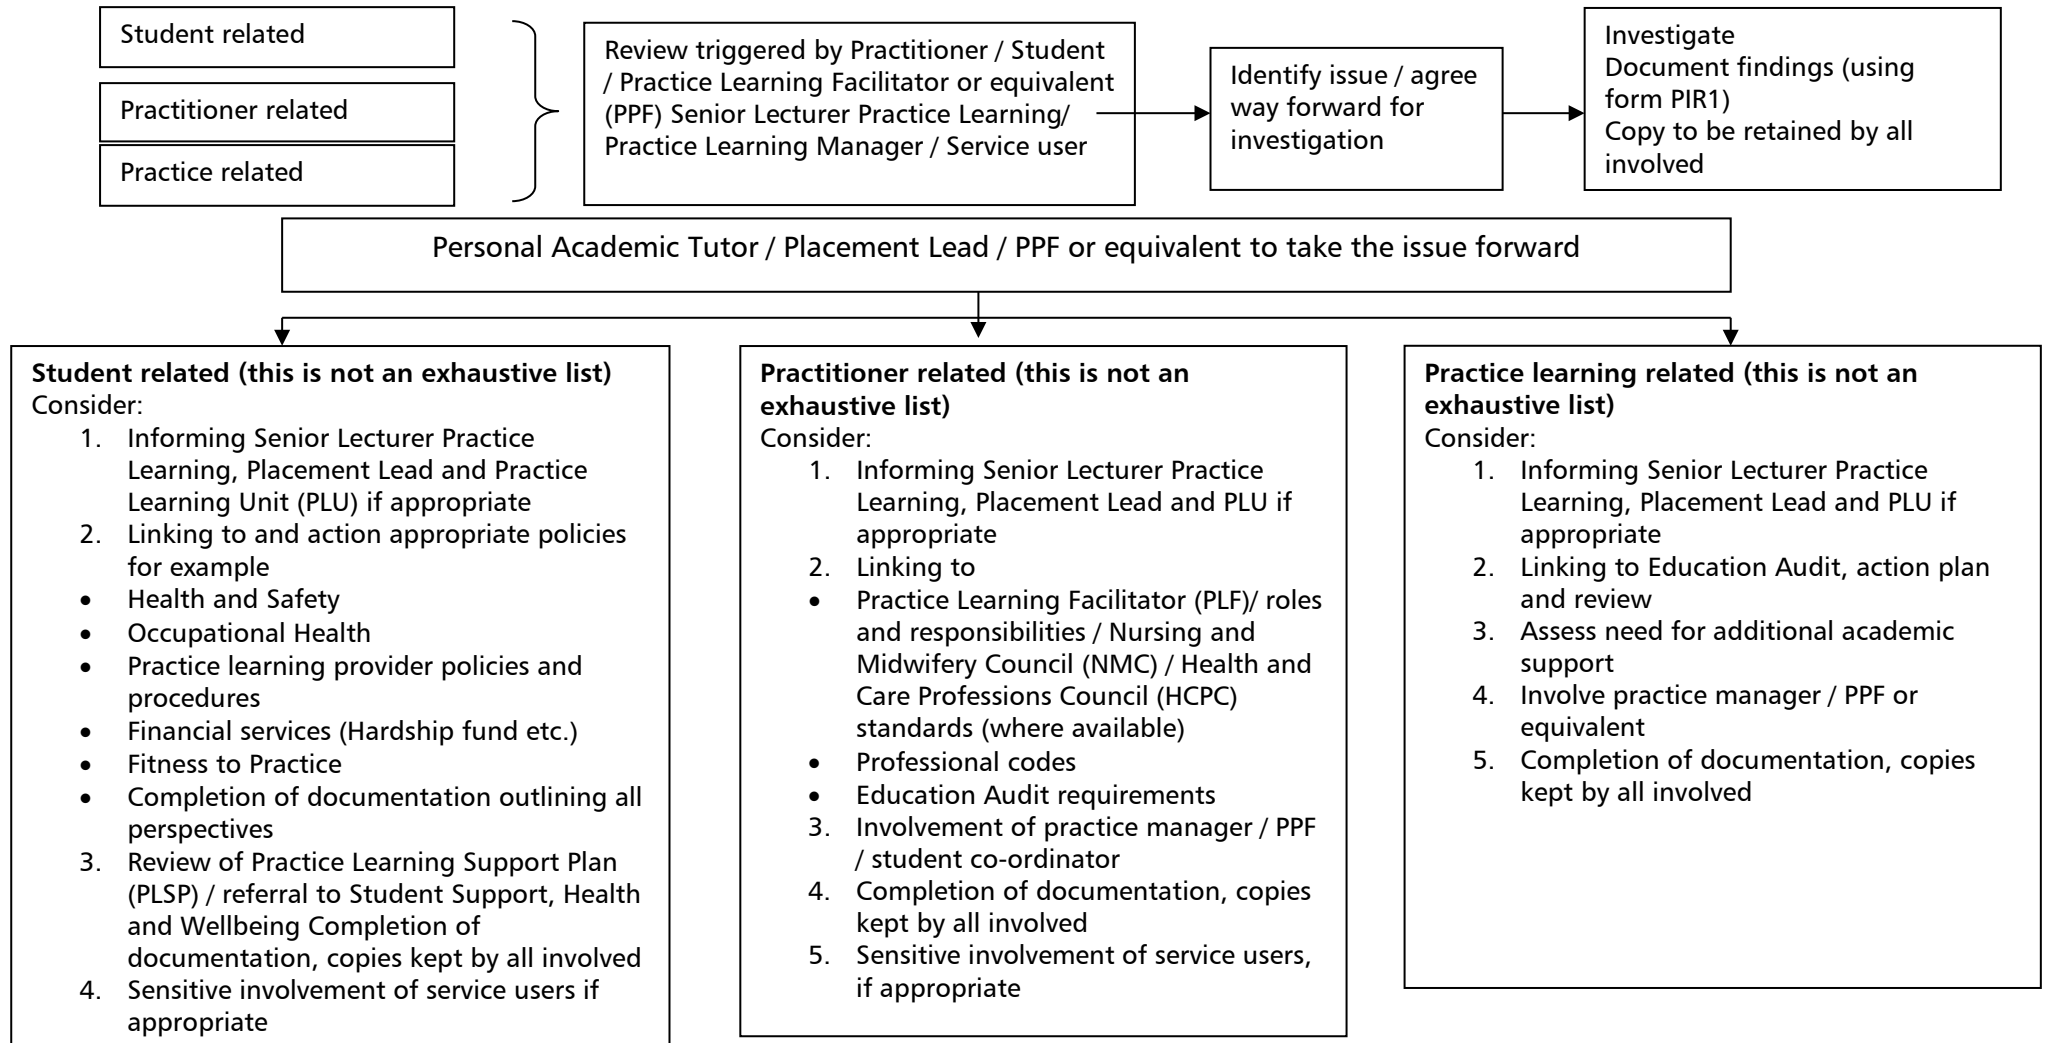 Student related
Practitioner related
Practice related
Review triggered by Practitioner / Student
/ Practice Learning Facilitator or equivalent
(PPF) Senior Lecturer Practice Learning/
Practice Learning Manager / Service user
Identify issue / agree
way forward for
investigation
Investigate
Document findings (using
form PIR1)
Copy to be retained by all
involved
Personal Academic Tutor / Placement Lead / PPF or equivalent to take the issue forward
Student related (this is not an exhaustive list)
Consider:
1. Informing Senior Lecturer Practice
Learning, Placement Lead and Practice
Learning Unit (PLU) if appropriate
2. Linking to and action appropriate policies
for example
• Health and Safety
• Occupational Health
• Practice learning provider policies and
procedures
• Financial services (Hardship fund etc.)
• Fitness to Practice
• Completion of documentation outlining all
perspectives
3. Review of Practice Learning Support Plan
(PLSP) / referral to Student Support, Health
and Wellbeing Completion of
documentation, copies kept by all involved
4. Sensitive involvement of service users if
appropriate
Practitioner related (this is not an
exhaustive list)
Consider:
1. Informing Senior Lecturer Practice
Learning, Placement Lead and PLU if
appropriate
2. Linking to
• Practice Learning Facilitator (PLF)/ roles
and responsibilities / Nursing and
Midwifery Council (NMC) / Health and
Care Professions Council (HCPC)
standards (where available)
• Professional codes
• Education Audit requirements
3. Involvement of practice manager / PPF
/ student co-ordinator
4. Completion of documentation, copies
kept by all involved
5. Sensitive involvement of service users,
if appropriate
Practice learning related (this is not an
exhaustive list)
Consider:
1. Informing Senior Lecturer Practice
Learning, Placement Lead and PLU if
appropriate
2. Linking to Education Audit, action plan
and review
3. Assess need for additional academic
support
4. Involve practice manager / PPF or
equivalent
5. Completion of documentation, copies
kept by all involved